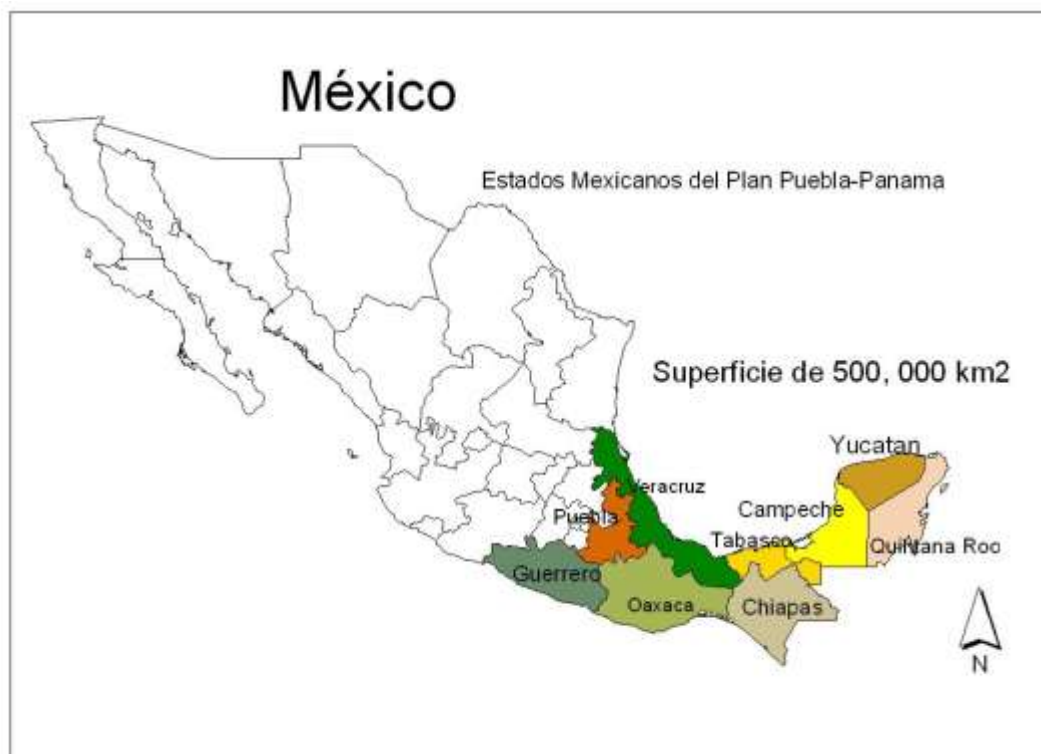 México
Estados Mexicanos del Plan Puebla-Panama
Superficie de 500, 000 km2
Yucatan
Veracruz
Campeche
Puebla
Tabasco
Quintana Roo
Guerrero
Oaxaca
Chiapas
N